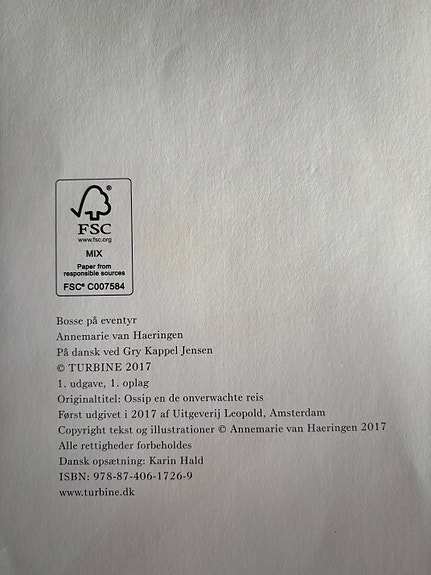 ®
FSC
www.fsc.org
MIX
Paper from
responsible sources
FSC® C007584
Bosse på eventyr
Annemarie van Haeringen
På dansk ved Gry Kappel Jensen
© TURBINE 2017
1. udgave, 1. oplag
Originaltitel: Ossip en de onverwachte reis
Først udgivet i 2017 af Uitgeverij Leopold, Amsterdam
Copyright tekst og illustrationer © Annemarie van Haeringen 2017
Alle rettigheder forbeholdes
Dansk opsætning: Karin Hald
ISBN: 978-87-406-1726-9
www.turbine.dk